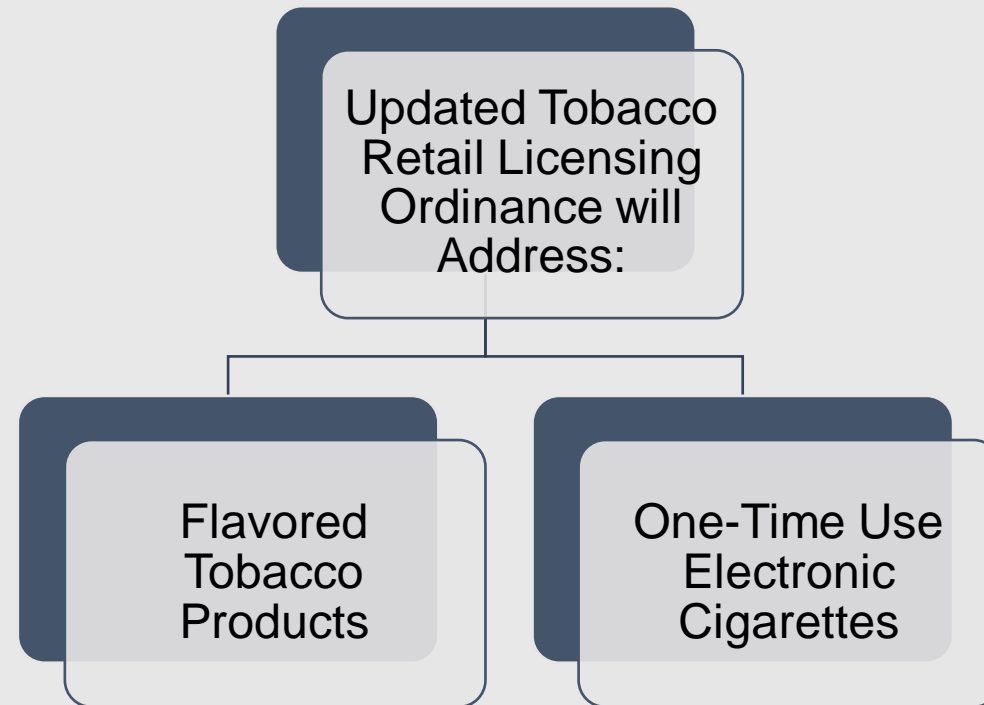 Updated Tobacco
Retail Licensing
Ordinance will
Address:
Flavored
Tobacco
Products
One-Time Use
Electronic
Cigarettes